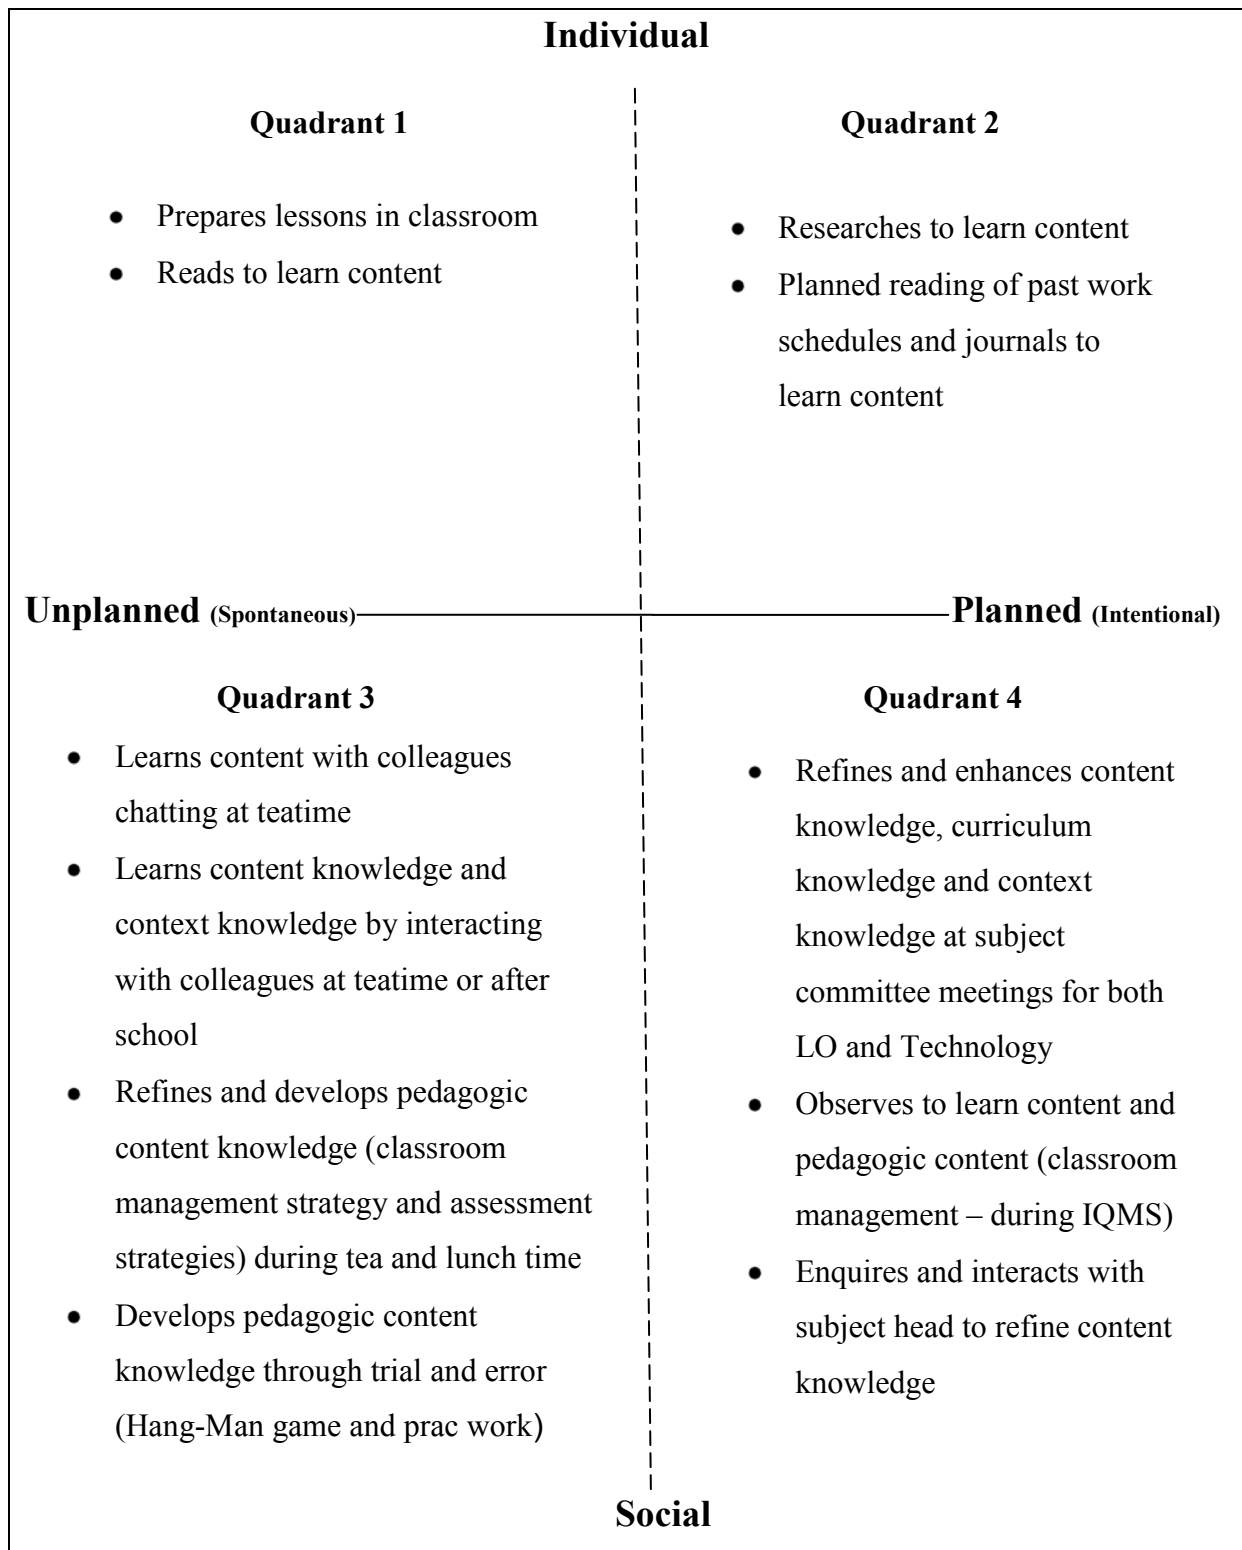 Individual
Quadrant 1
• Prepares lessons in classroom
• Reads to learn content
Quadrant 2
• Researches to learn content
• Planned reading of past work
schedules and journals to
learn content
Unplanned (Spontaneous)
Planned (Intentional)
Quadrant 3
• Learns content with colleagues
chatting at teatime
• Learns content knowledge and
context knowledge by interacting
with colleagues at teatime or after
school
• Refines and develops pedagogic
content knowledge (classroom
management strategy and assessment
strategies) during tea and lunch time
• Develops pedagogic content
knowledge through trial and error
(Hang-Man game and prac work)
Quadrant 4
• Refines and enhances content
knowledge, curriculum
knowledge and context
knowledge at subject
committee meetings for both
LO and Technology
• Observes to learn content and
pedagogic content (classroom
management – during IQMS)
• Enquires and interacts with
subject head to refine content
knowledge
Social